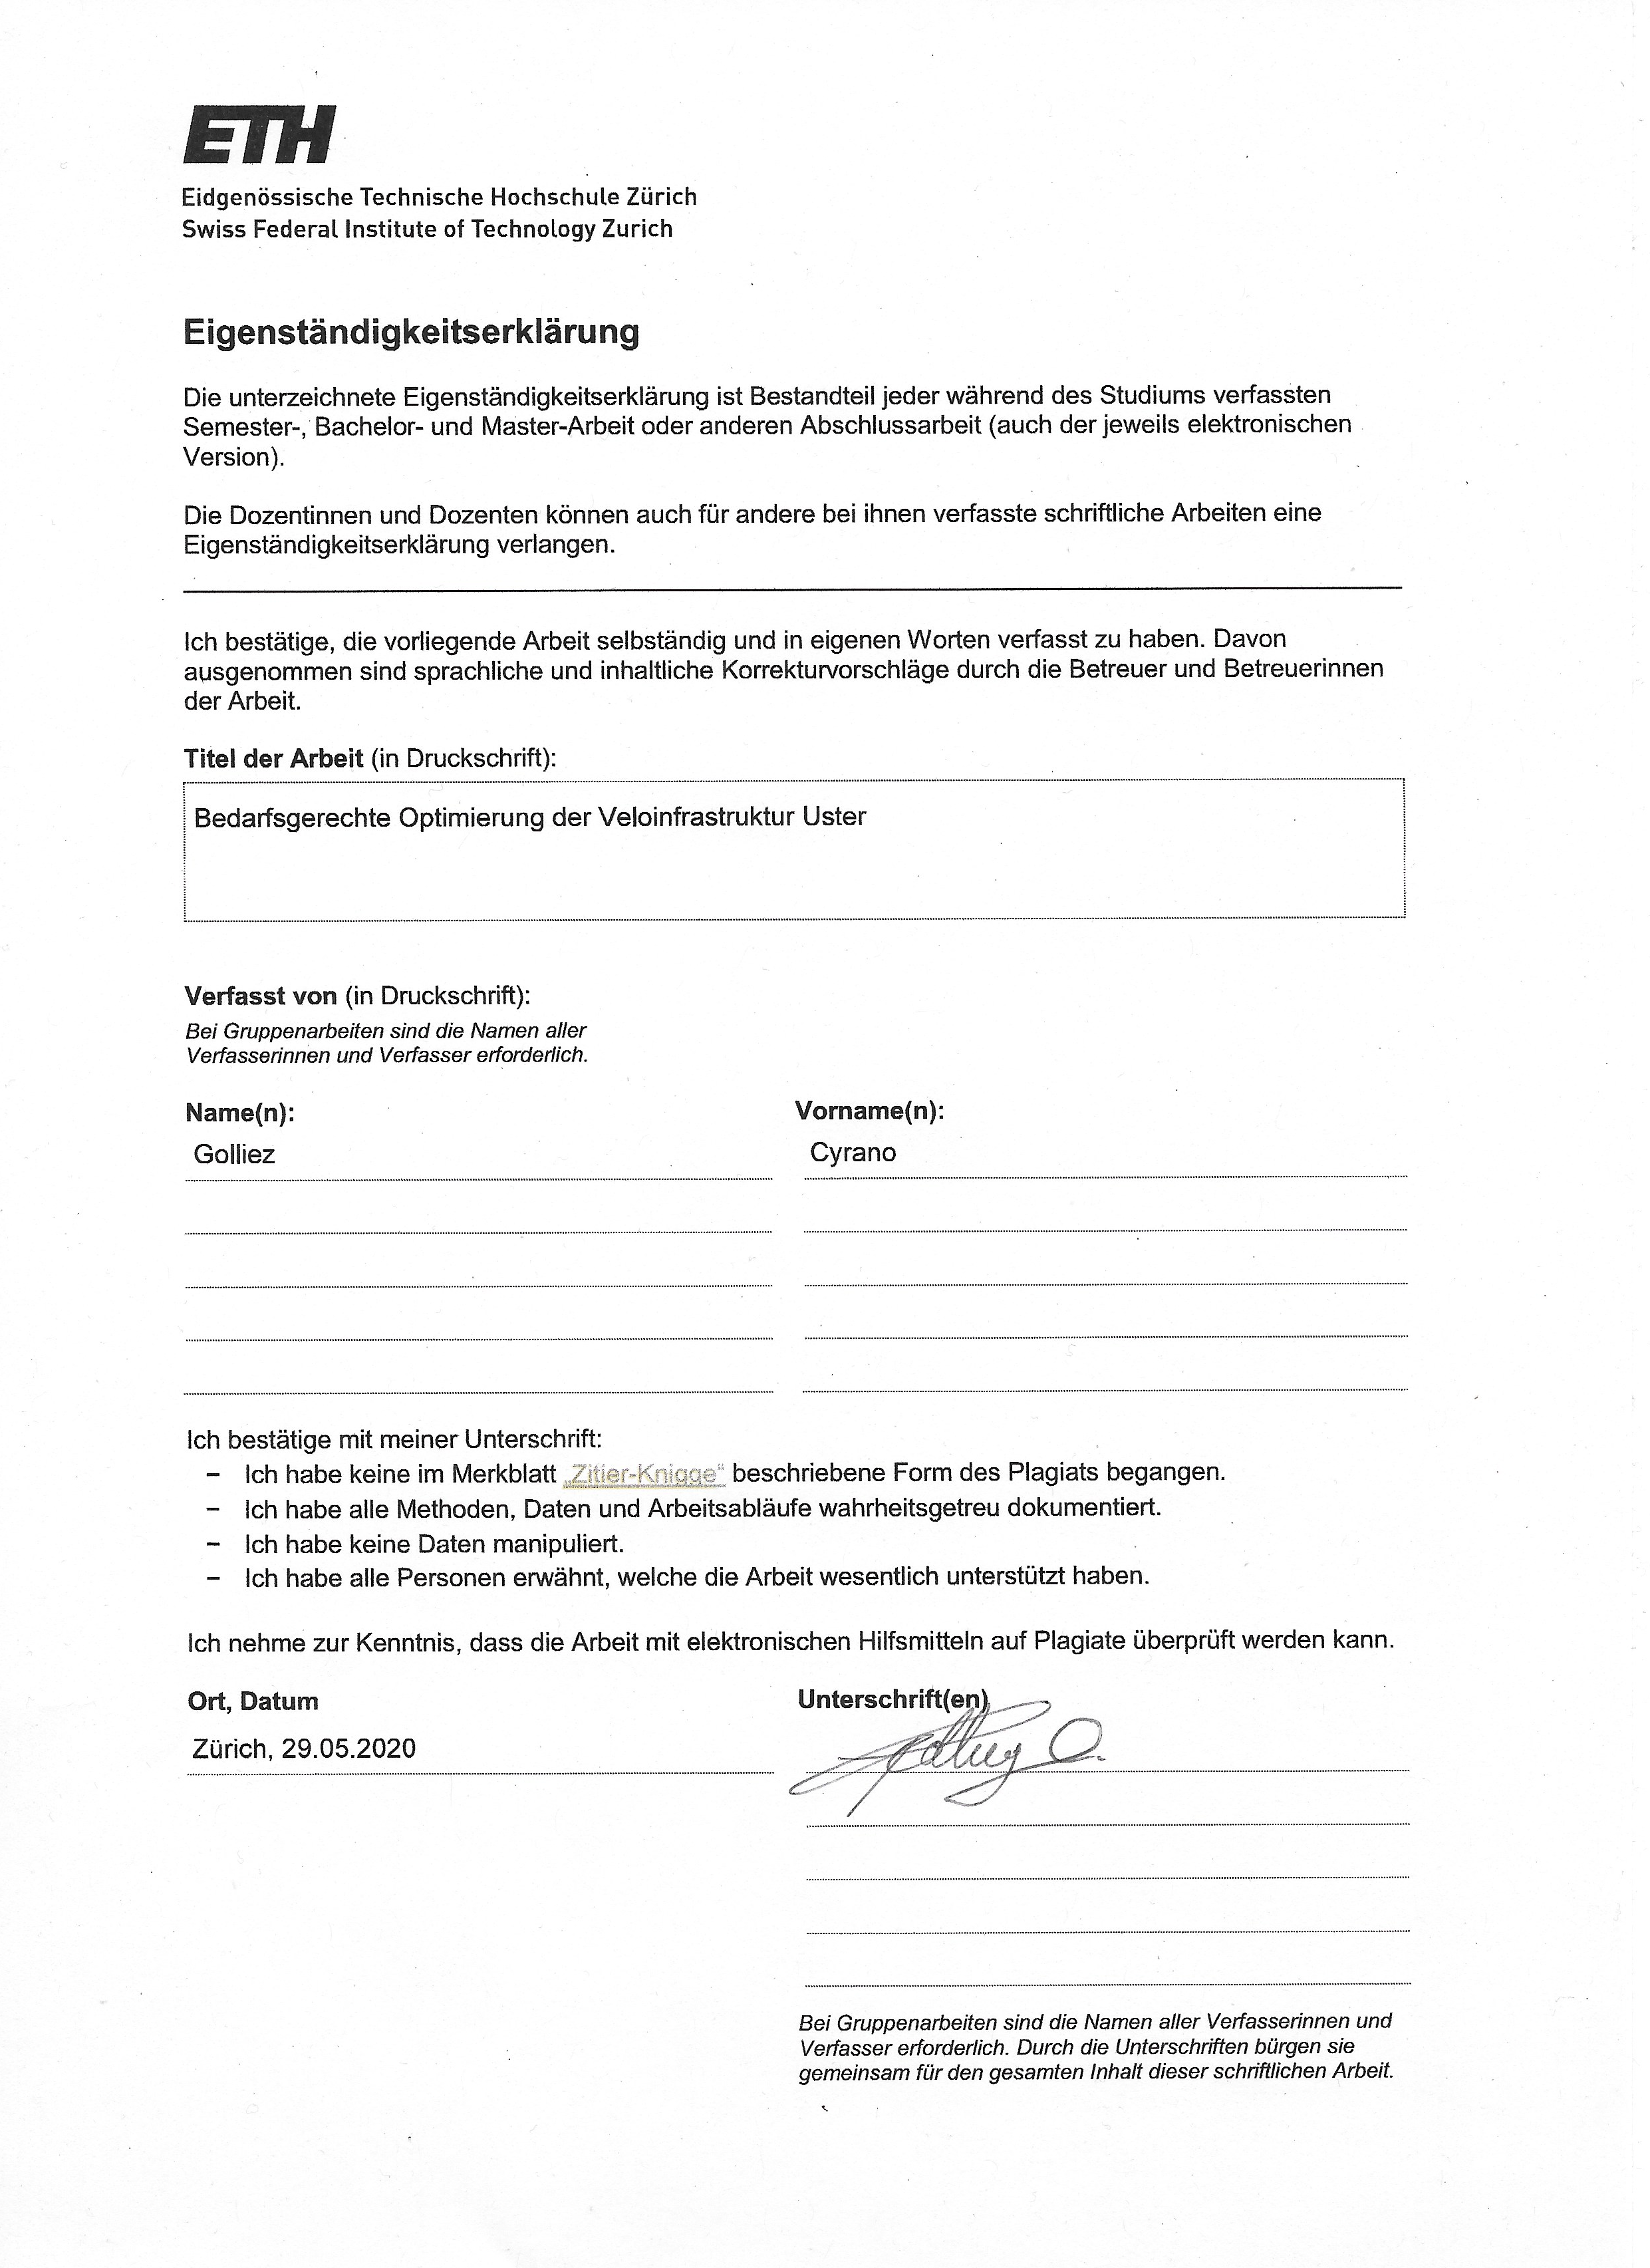 ETH
Eidgenössische Technische Hochschule Zürich
Swiss Federal Institute of Technology Zurich
Eigenständigkeitserklärung
Die unterzeichnete Eigenständigkeitserklärung ist Bestandteil jeder während des Studiums verfassten
Semester-, Bachelor- und Master-Arbeit oder anderen Abschlussarbeit (auch der jeweils elektronischen
Version).
Die Dozentinnen und Dozenten können auch für andere bei ihnen verfasste schriftliche Arbeiten eine
Eigenständigkeitserklärung verlangen.
Ich bestätige, die vorliegende Arbeit selbständig und in eigenen Worten verfasst zu haben. Davon
ausgenommen sind sprachliche und inhaltliche Korrekturvorschläge durch die Betreuer und Betreuerinnen
der Arbeit.
Titel der Arbeit (in Druckschrift):
Bedarfsgerechte Optimierung der Veloinfrastruktur Uster
Verfasst von (in Druckschrift):
Bei Gruppenarbeiten sind die Namen aller
Verfasserinnen und Verfasser erforderlich.
Name(n): Vorname(n):
Golliez Cyrano
Ich bestätige mit meiner Unterschrift:
– Ich habe keine im Merkblatt „Zitier-Knigge“ beschriebene Form des Plagiats begangen.
– Ich habe alle Methoden, Daten und Arbeitsabläufe wahrheitsgetreu dokumentiert.
– Ich habe keine Daten manipuliert.
– Ich habe alle Personen erwähnt, welche die Arbeit wesentlich unterstützt haben.
Ich nehme zur Kenntnis, dass die Arbeit mit elektronischen Hilfsmitteln auf Plagiate überprüft werden kann.
Ort, Datum Unterschrift(en)
Zürich, 29.05.2020
Bei Gruppenarbeiten sind die Namen aller Verfasserinnen und
Verfasser erforderlich. Durch die Unterschriften bürgen sie
gemeinsam für den gesamten Inhalt dieser schriftlichen Arbeit.